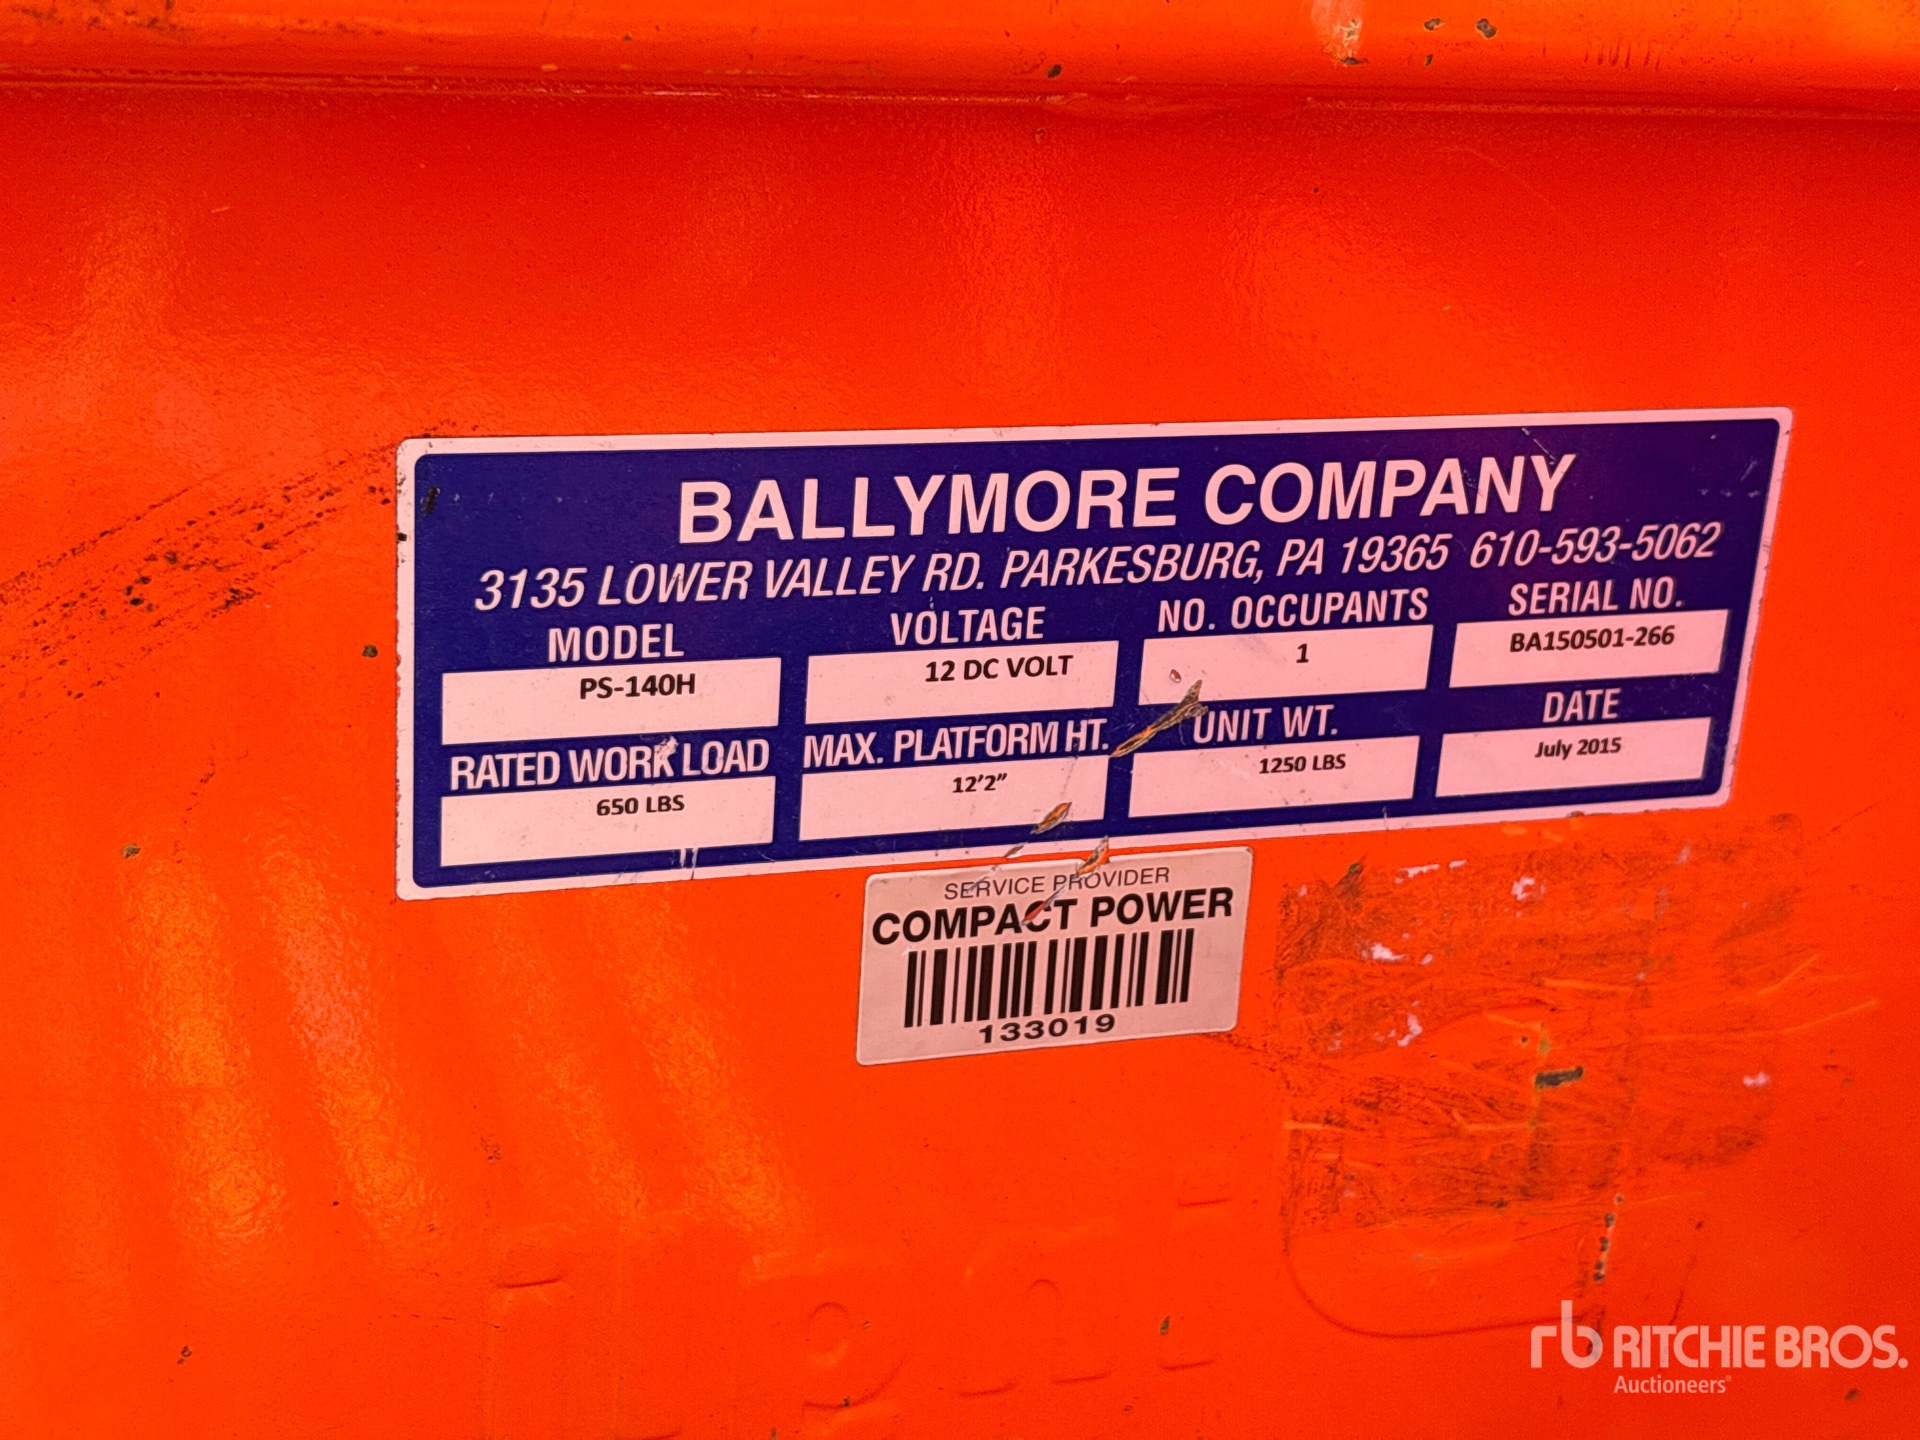 BALLYMORE COMPANY
3135 LOWER VALLEY RD. PARKESBURG, PA 19365 610-593-5062
MODEL VOLTAGE NO. OCCUPANTS SERIAL NO.
PS-140H 12 DC VOLT 1 BA150501-266
RATED WORK LOAD MAX. PLATFORM HT. UNIT WT. DATE
650 LBS 12'2" 1250 LBS July 2015
SERVICE PROVIDER
COMPACT POWER
133019
rb RITCHIE BROS.
Auctioneers